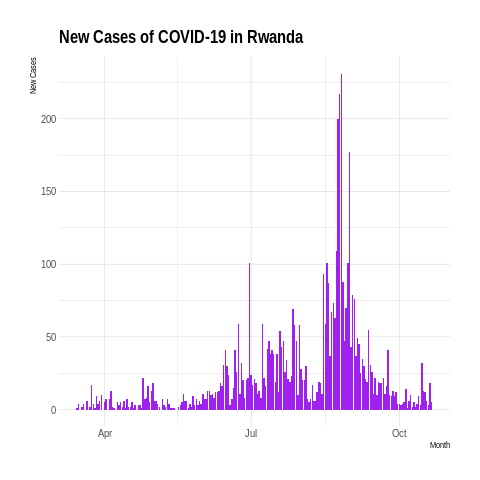 New Cases of COVID-19 in Rwanda
New Cases
200
150
100
50
0
Apr
Jul
Oct
Month